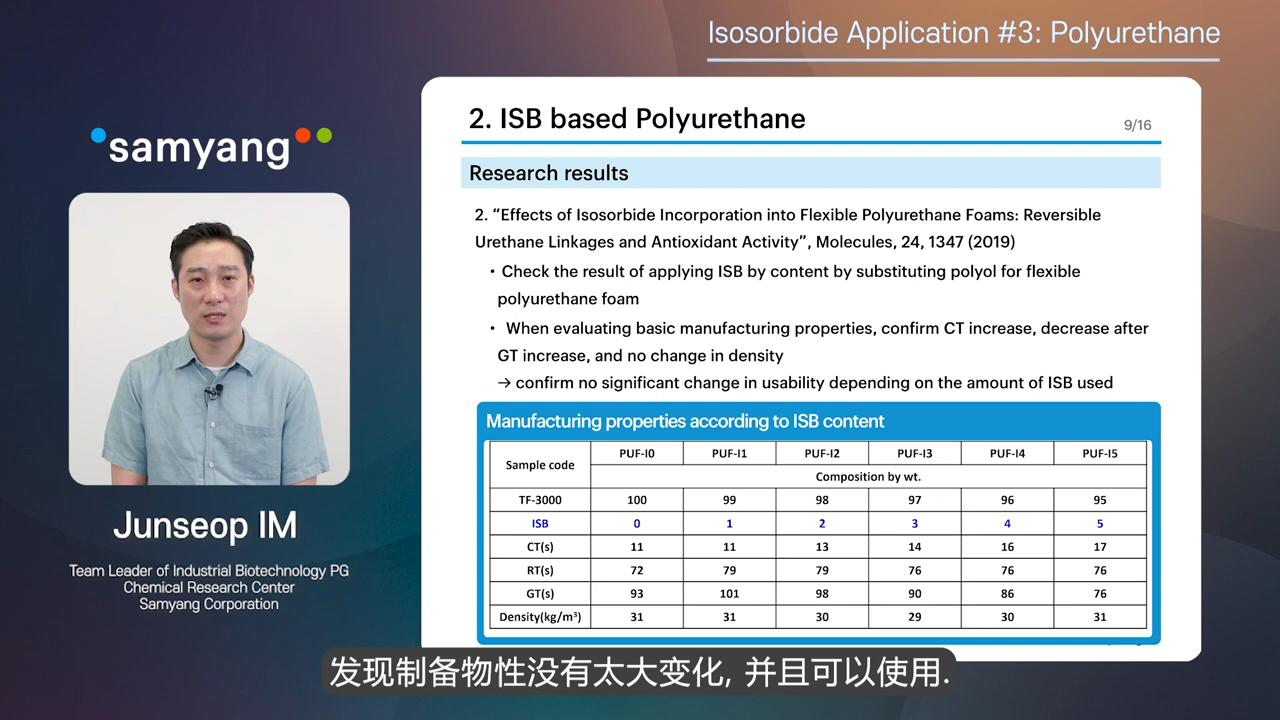 Isosorbide Application #3: Polyurethane
samyang
Junseop IM
Team Leader of Industrial Biotechnology PG
Chemical Research Center
Samyang Corporation
2. ISB based Polyurethane
9/16
Research results
2. “Effects of Isosorbide Incorporation into Flexible Polyurethane Foams: Reversible
Urethane Linkages and Antioxidant Activity”, Molecules, 24, 1347 (2019)
• Check the result of applying ISB by content by substituting polyol for flexible
polyurethane foam
• When evaluating basic manufacturing properties, confirm CT increase, decrease after
GT increase, and no change in density
→ confirm no significant change in usability depending on the amount of ISB used
Manufacturing properties according to ISB content
Sample code PUF-I0 PUF-I1 PUF-I2 PUF-I3 PUF-I4 PUF-I5
Composition by wt.
TF-3000 100 99 98 97 96 95
ISB 0 1 2 3 4 5
CT(s) 11 11 13 14 16 17
RT(s) 72 79 79 76 76 76
GT(s) 93 101 98 90 86 76
Density(kg/m³) 31 31 30 29 30 31
发现制备物性没有太大变化, 并且可以使用.